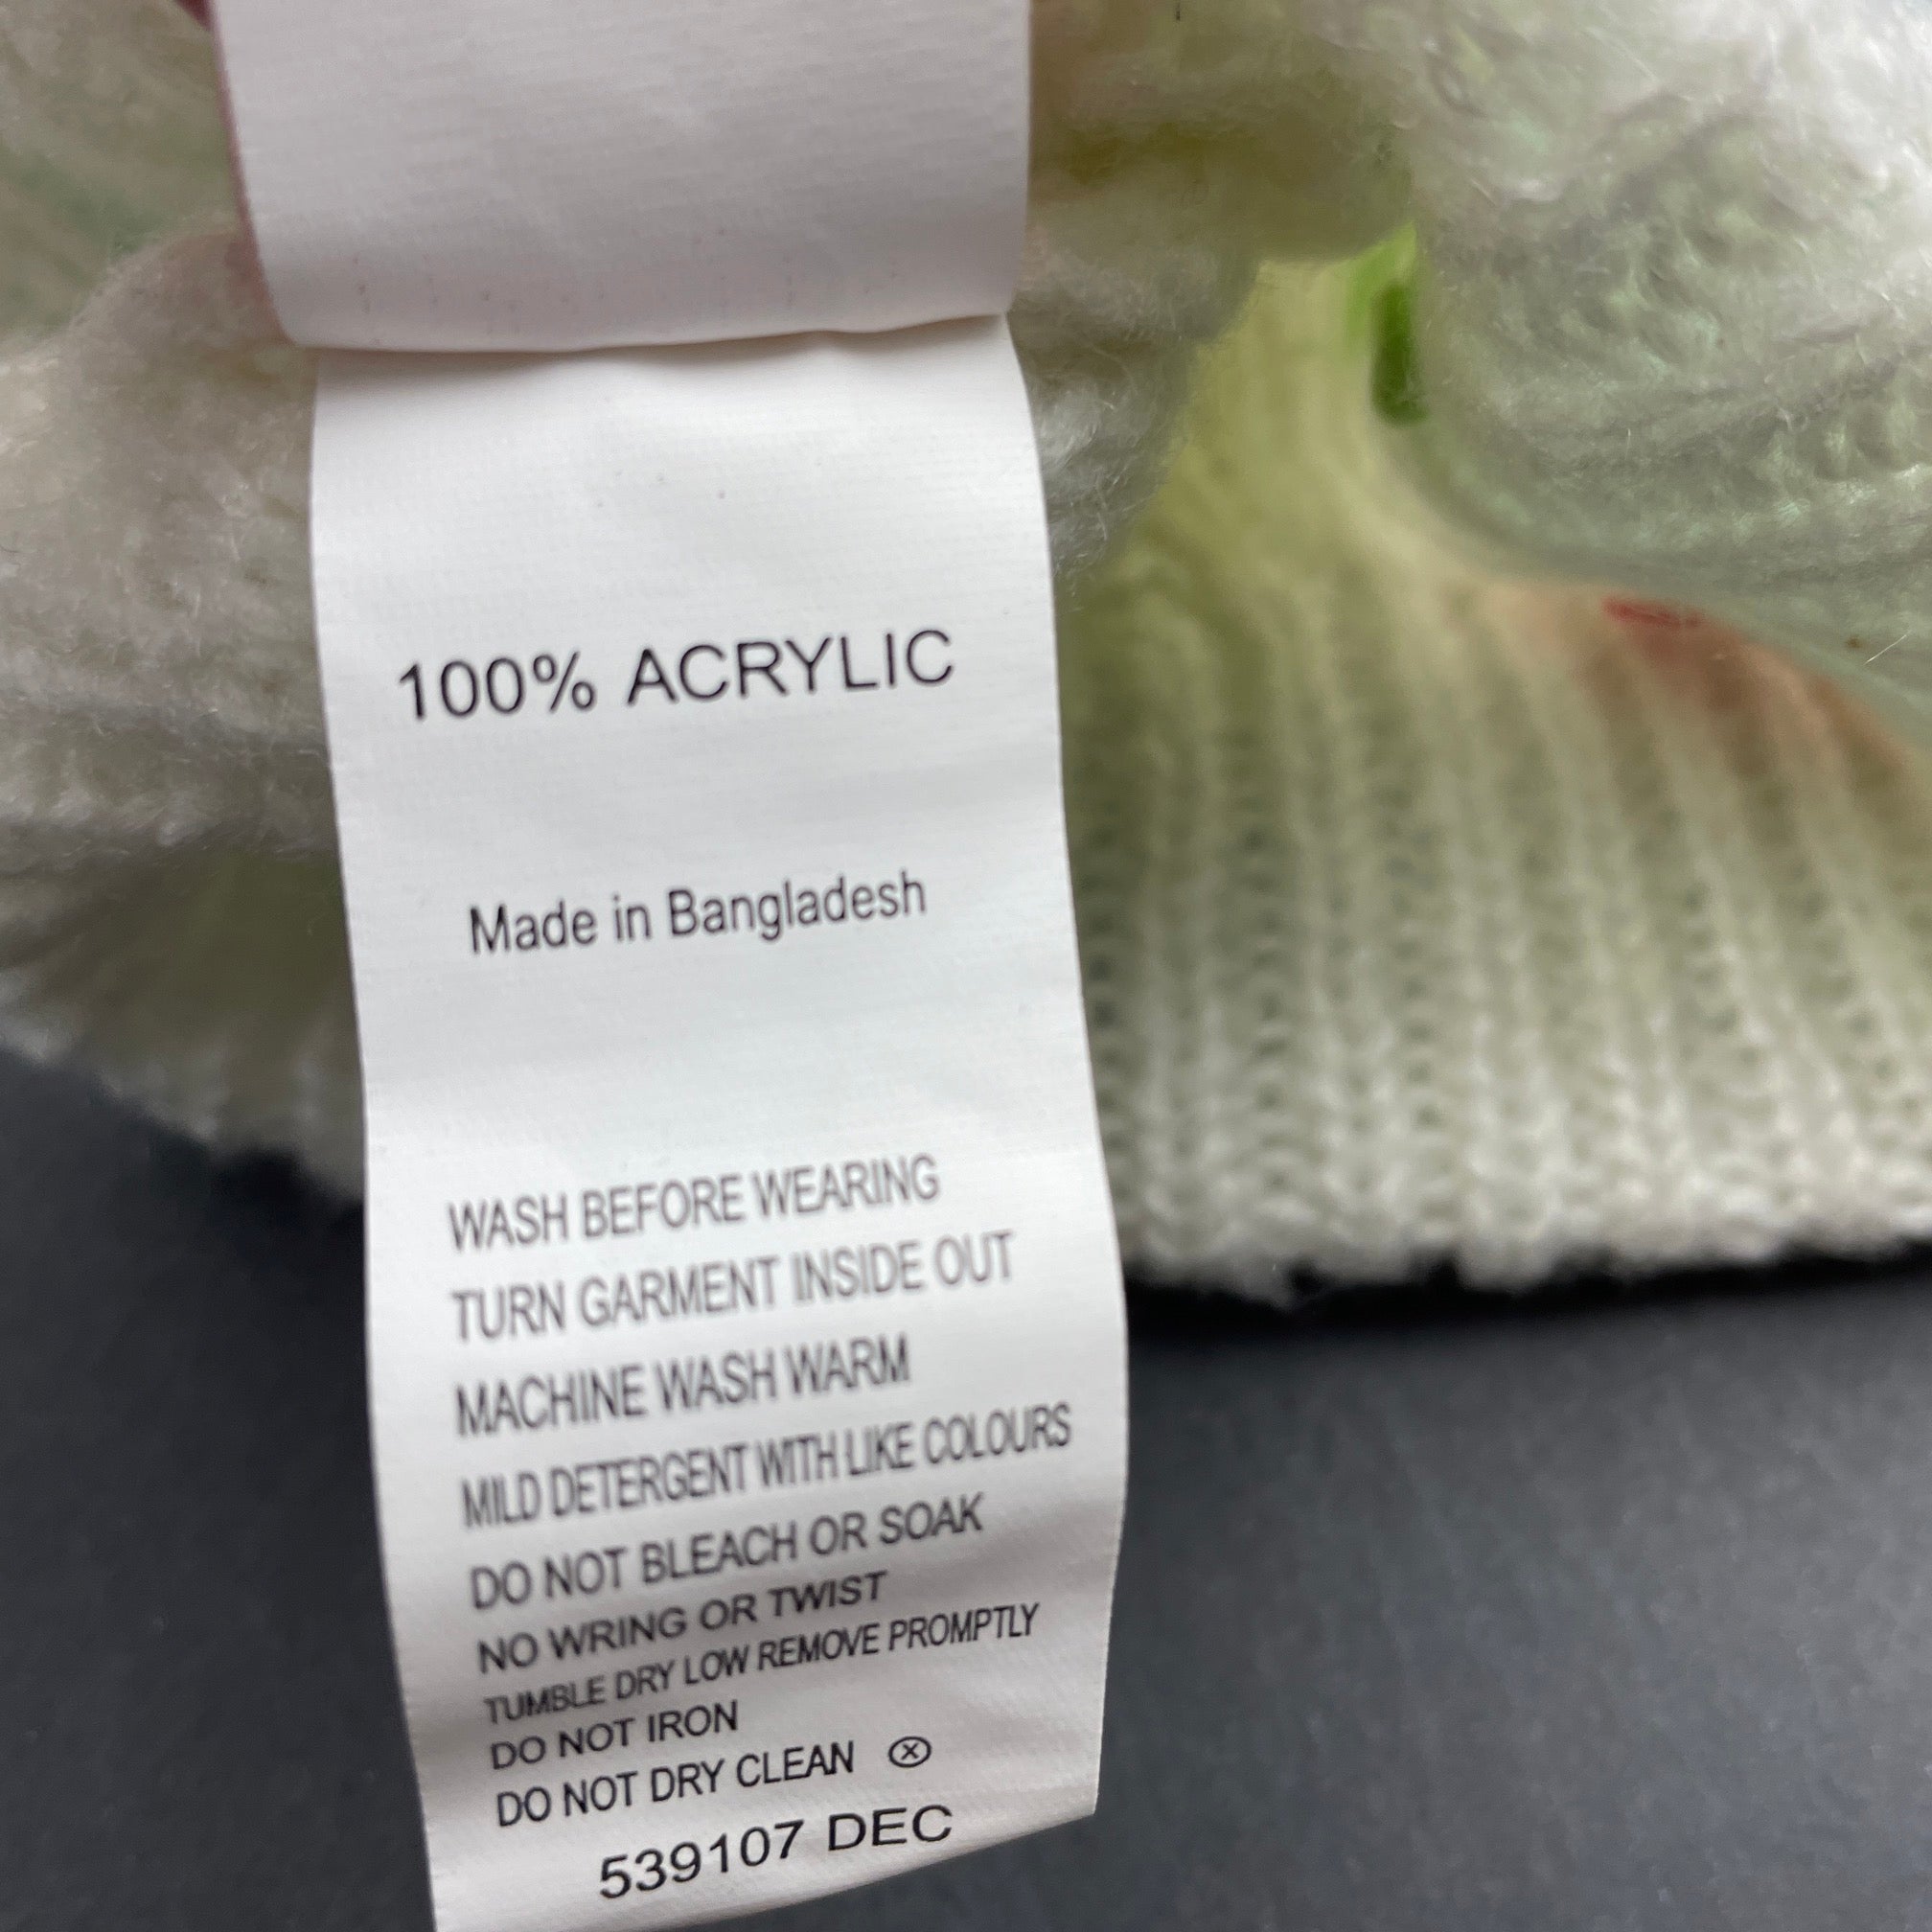 100% ACRYLIC
Made in Bangladesh
WASH BEFORE WEARING
TURN GARMENT INSIDE OUT
MACHINE WASH WARM
MILD DETERGENT WITH LIKE COLOURS
DO NOT BLEACH OR SOAK
NO WRING OR TWIST
TUMBLE DRY LOW REMOVE PROMPTLY
DO NOT IRON
DO NOT DRY CLEAN
539107 DEC